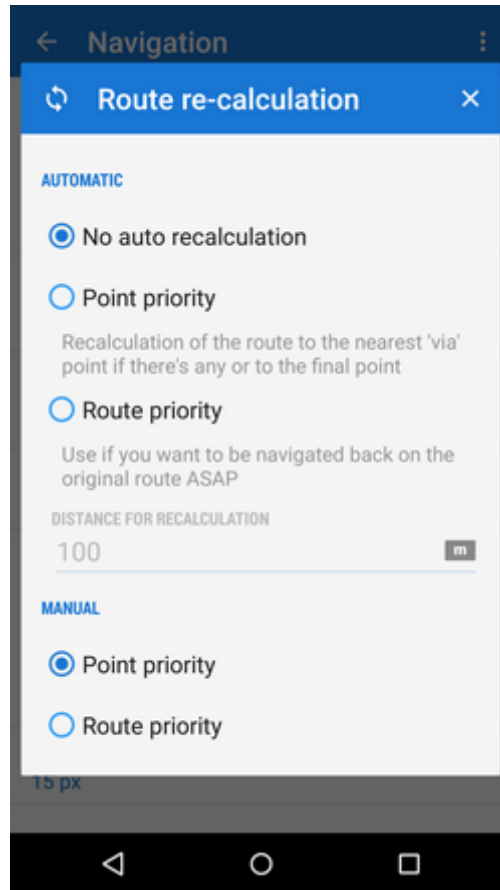 Navigation
Route re-calculation
AUTOMATIC
No auto recalculation
Point priority
Recalculation of the route to the nearest 'via'
point if there's any or to the final point
Route priority
Use if you want to be navigated back on the
original route ASAP
DISTANCE FOR RECALCULATION
100 m
MANUAL
Point priority
Route priority
15 px